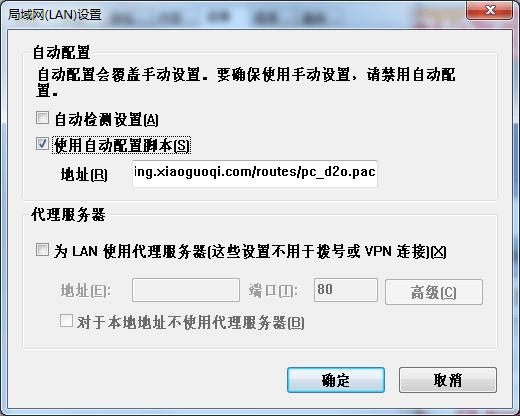 局域网(LAN)设置
自动配置
自动配置会覆盖手动设置。要确保使用手动设置，请禁用自动配
置。
自动检测设置(A)
使用自动配置脚本(S)
地址(R) ing.xiaoguoqi.com/routes/pc_d2o.pac
代理服务器
为 LAN 使用代理服务器(这些设置不用于拨号或 VPN 连接)(X)
地址(E): 端口(T): 80 高级(C)
对于本地地址不使用代理服务器(B)
确定 取消